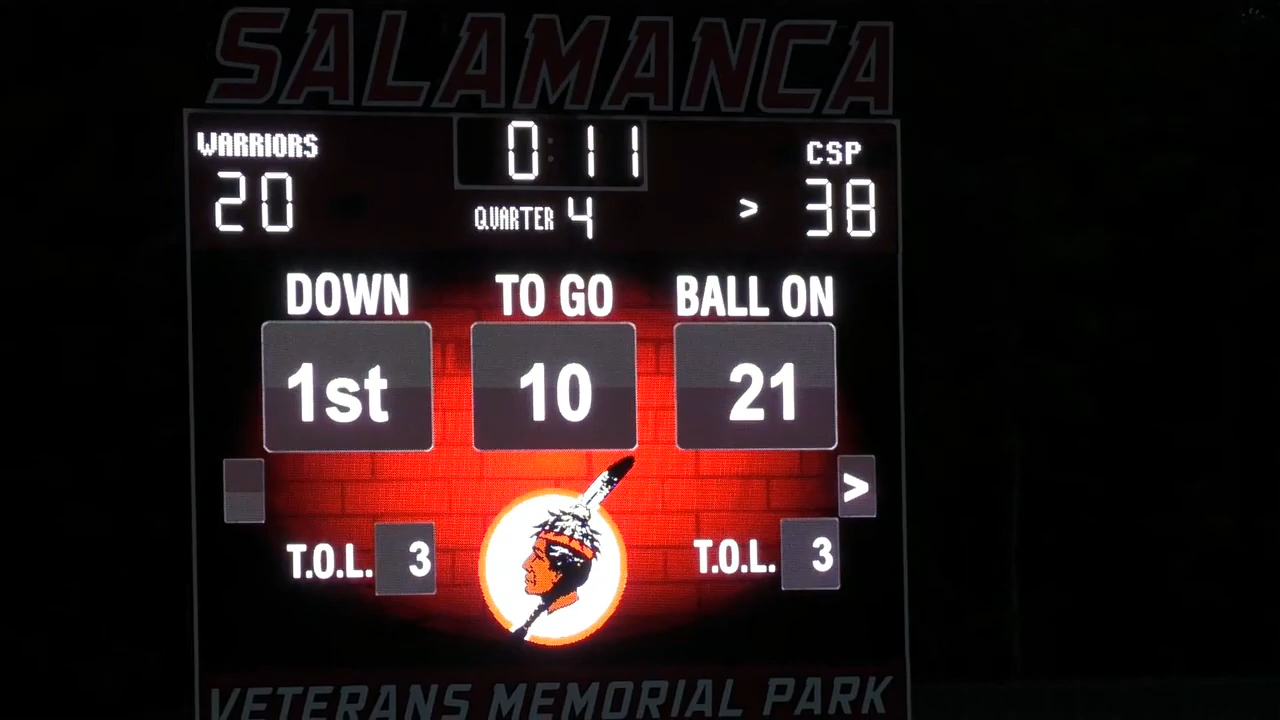 SALAMANCA
WARRIORS 0:11 CSP
20 QUARTER 4 > 38
DOWN TO GO BALL ON
1st 10 21
>
T.O.L. 3 T.O.L. 3
VETERANS MEMORIAL PARK